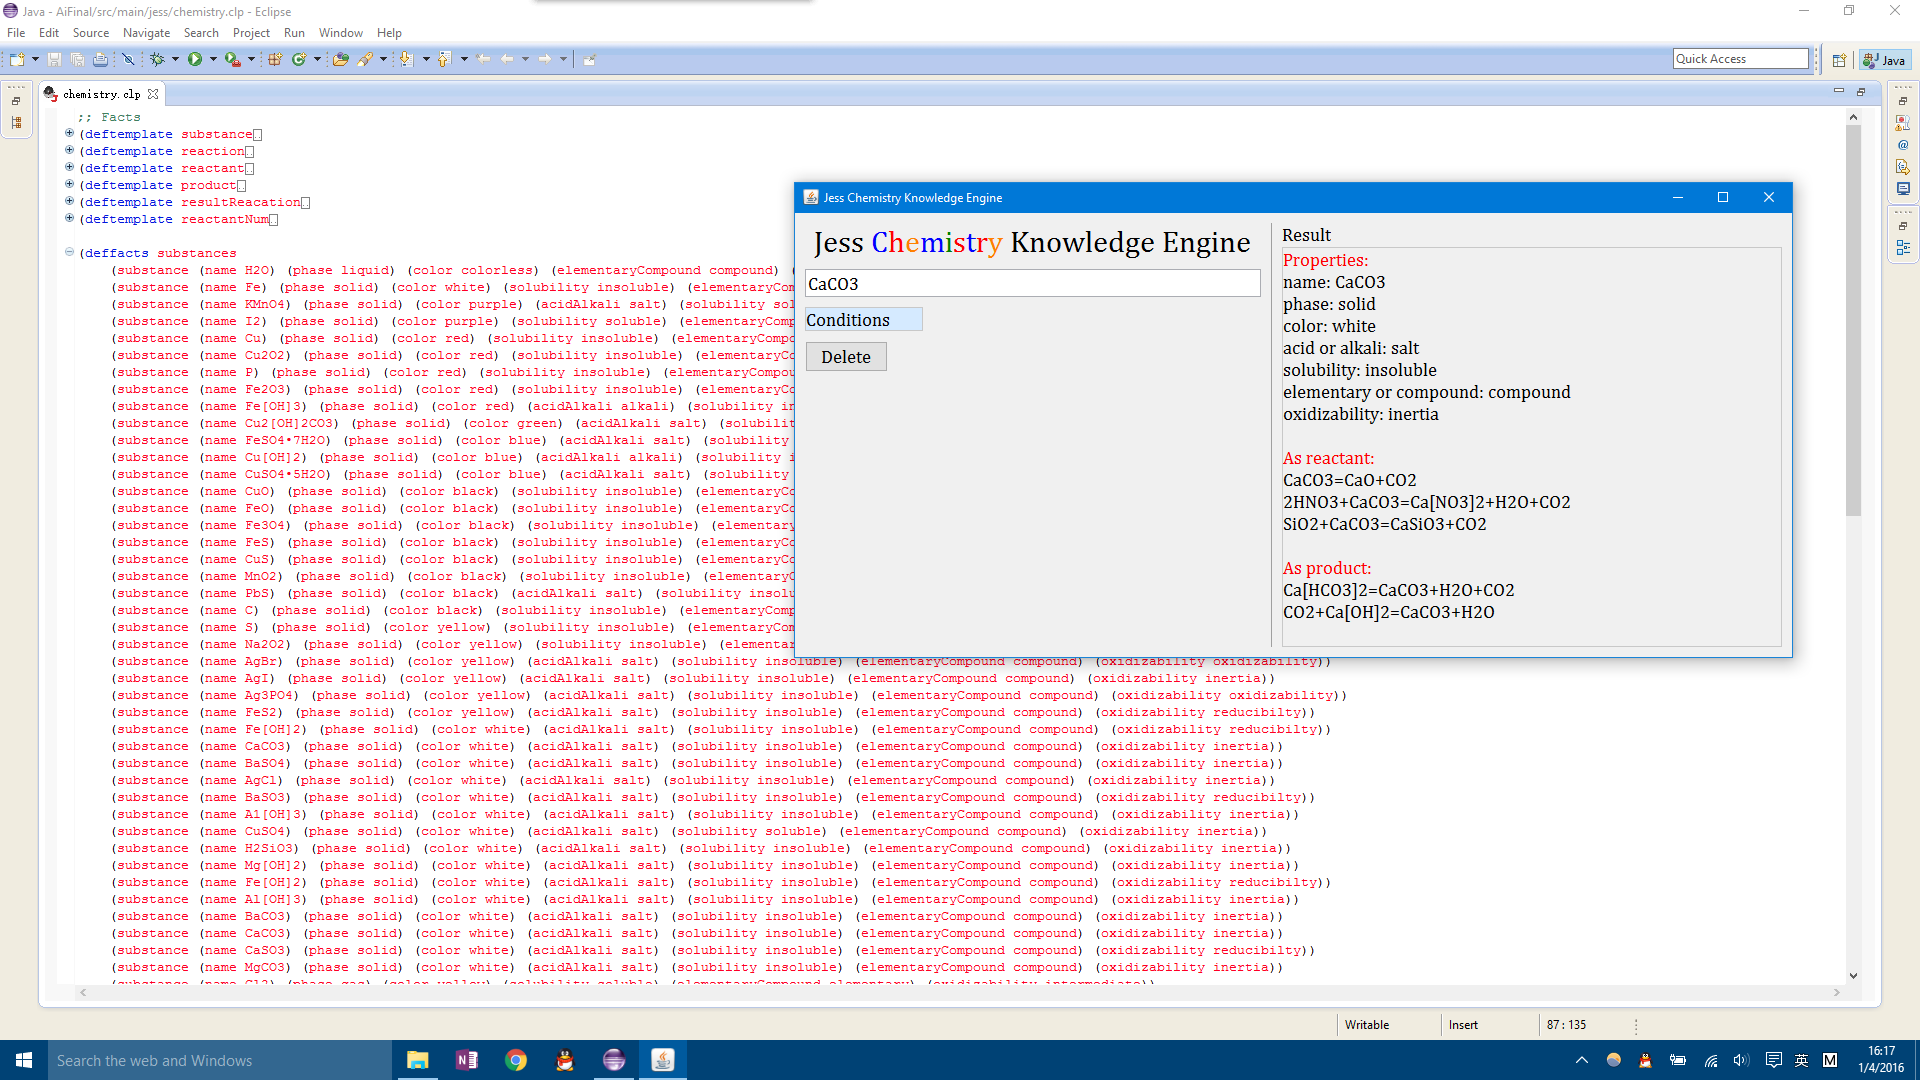 Java - AiFinal/src/main/jess/chemistry.clp - Eclipse
File Edit Source Navigate Search Project Run Window Help
Quick Access
Java
chemistry.clp
;; Facts
(deftemplate substance
(deftemplate reaction
(deftemplate reactant
(deftemplate product
(deftemplate resultReacation
(deftemplate reactantNum
(deffacts substances
(substance (name H2O) (phase liquid) (color colorless) (elementaryCompound compound) (
(substance (name Fe) (phase solid) (color white) (solubility insoluble) (elementaryCom
(substance (name KMnO4) (phase solid) (color purple) (acidAlkali salt) (solubility sol
(substance (name I2) (phase solid) (color purple) (solubility soluble) (elementaryComp
(substance (name Cu) (phase solid) (color red) (solubility insoluble) (elementaryCompo
(substance (name Cu2O2) (phase solid) (color red) (solubility insoluble) (elementaryCo
(substance (name P) (phase solid) (color red) (solubility insoluble) (elementaryCompou
(substance (name Fe2O3) (phase solid) (color red) (solubility insoluble) (elementaryCo
(substance (name Fe[OH]3) (phase solid) (color red) (acidAlkali alkali) (solubility in
(substance (name Cu2[OH]2CO3) (phase solid) (color green) (acidAlkali salt) (solubilit
(substance (name FeSO4•7H2O) (phase solid) (color blue) (acidAlkali salt) (solubility
(substance (name Cu[OH]2) (phase solid) (color blue) (acidAlkali alkali) (solubility i
(substance (name CuSO4•5H2O) (phase solid) (color blue) (acidAlkali salt) (solubility
(substance (name CuO) (phase solid) (color black) (solubility insoluble) (elementaryCo
(substance (name FeO) (phase solid) (color black) (solubility insoluble) (elementaryCo
(substance (name Fe3O4) (phase solid) (color black) (solubility insoluble) (elementary
(substance (name FeS) (phase solid) (color black) (solubility insoluble) (elementaryCo
(substance (name CuS) (phase solid) (color black) (solubility insoluble) (elementaryCo
(substance (name MnO2) (phase solid) (color black) (solubility insoluble) (elementaryC
(substance (name PbS) (phase solid) (color black) (acidAlkali salt) (solubility insolu
(substance (name C) (phase solid) (color black) (solubility insoluble) (elementaryComp
(substance (name S) (phase solid) (color yellow) (solubility insoluble) (elementaryCom
(substance (name Na2O2) (phase solid) (color yellow) (solubility insoluble) (elementar
(substance (name AgBr) (phase solid) (color yellow) (acidAlkali salt) (solubility insoluble) (elementaryCompound compound) (oxidizability oxidizability))
(substance (name AgI) (phase solid) (color yellow) (acidAlkali salt) (solubility insoluble) (elementaryCompound compound) (oxidizability inertia))
(substance (name Ag3PO4) (phase solid) (color yellow) (acidAlkali salt) (solubility insoluble) (elementaryCompound compound) (oxidizability oxidizability))
(substance (name FeS2) (phase solid) (color yellow) (acidAlkali salt) (solubility insoluble) (elementaryCompound compound) (oxidizability reducibilty))
(substance (name Fe[OH]2) (phase solid) (color white) (acidAlkali salt) (solubility insoluble) (elementaryCompound compound) (oxidizability reducibilty))
(substance (name CaCO3) (phase solid) (color white) (acidAlkali salt) (solubility insoluble) (elementaryCompound compound) (oxidizability inertia))
(substance (name BaSO4) (phase solid) (color white) (acidAlkali salt) (solubility insoluble) (elementaryCompound compound) (oxidizability inertia))
(substance (name AgCl) (phase solid) (color white) (acidAlkali salt) (solubility insoluble) (elementaryCompound compound) (oxidizability inertia))
(substance (name BaSO3) (phase solid) (color white) (acidAlkali salt) (solubility insoluble) (elementaryCompound compound) (oxidizability reducibilty))
(substance (name Al[OH]3) (phase solid) (color white) (acidAlkali salt) (solubility insoluble) (elementaryCompound compound) (oxidizability inertia))
(substance (name CuSO4) (phase solid) (color white) (acidAlkali salt) (solubility soluble) (elementaryCompound compound) (oxidizability inertia))
(substance (name H2SiO3) (phase solid) (color white) (acidAlkali salt) (solubility insoluble) (elementaryCompound compound) (oxidizability inertia))
(substance (name Mg[OH]2) (phase solid) (color white) (acidAlkali salt) (solubility insoluble) (elementaryCompound compound) (oxidizability inertia))
(substance (name Fe[OH]2) (phase solid) (color white) (acidAlkali salt) (solubility insoluble) (elementaryCompound compound) (oxidizability reducibilty))
(substance (name Al[OH]3) (phase solid) (color white) (acidAlkali salt) (solubility insoluble) (elementaryCompound compound) (oxidizability inertia))
(substance (name BaCO3) (phase solid) (color white) (acidAlkali salt) (solubility insoluble) (elementaryCompound compound) (oxidizability inertia))
(substance (name CaCO3) (phase solid) (color white) (acidAlkali salt) (solubility insoluble) (elementaryCompound compound) (oxidizability inertia))
(substance (name CaSO3) (phase solid) (color white) (acidAlkali salt) (solubility insoluble) (elementaryCompound compound) (oxidizability reducibilty))
(substance (name MgCO3) (phase solid) (color white) (acidAlkali salt) (solubility insoluble) (elementaryCompound compound) (oxidizability inertia))
(substance (name Cl2) (phase gas) (color yellow) (solubility soluble) (elementaryCompound elementary) (oxidizability intermediate))
Jess Chemistry Knowledge Engine
Jess Chemistry Knowledge Engine
CaCO3
Conditions
Delete
Result
Properties:
name: CaCO3
phase: solid
color: white
acid or alkali: salt
solubility: insoluble
elementary or compound: compound
oxidizability: inertia
As reactant:
CaCO3=CaO+CO2
2HNO3+CaCO3=Ca[NO3]2+H2O+CO2
SiO2+CaCO3=CaSiO3+CO2
As product:
Ca[HCO3]2=CaCO3+H2O+CO2
CO2+Ca[OH]2=CaCO3+H2O
Writable Insert 87 : 135
Search the web and Windows
英 M
16:17
1/4/2016